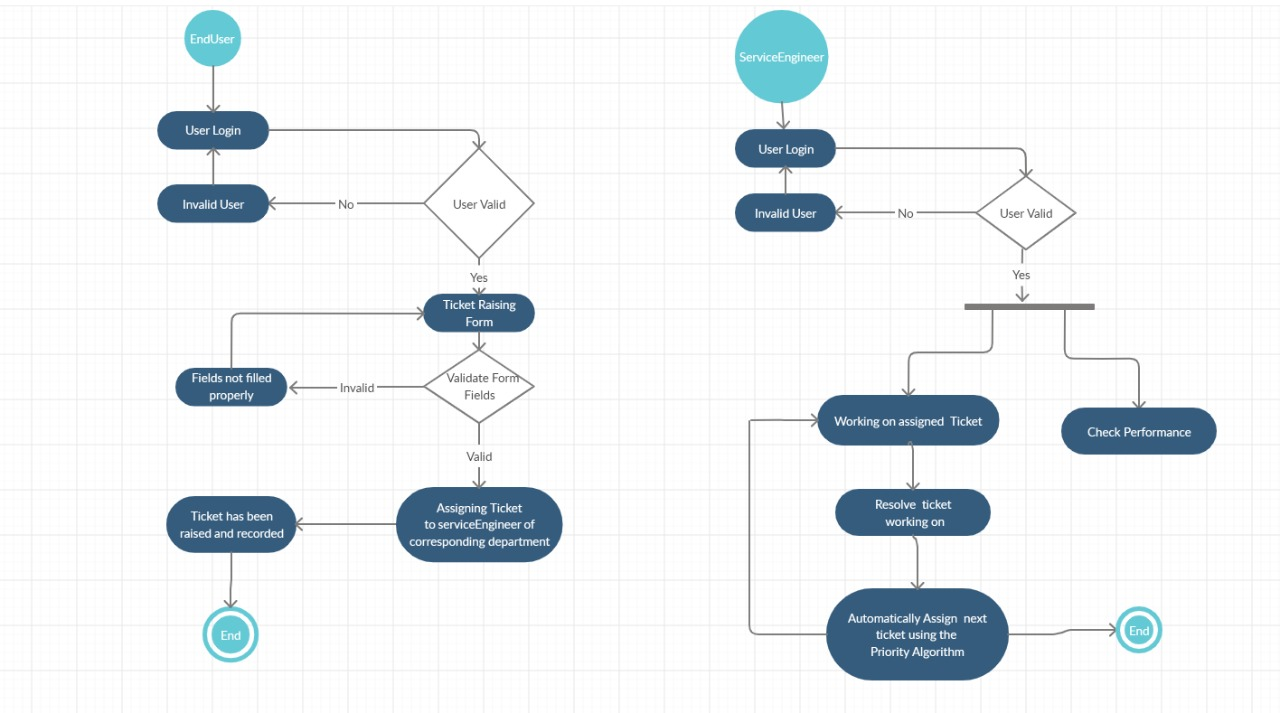 EndUser
User Login
Invalid User
No
User Valid
Yes
Ticket Raising
Form
Fields not filled
properly
Invalid
Validate Form
Fields
Valid
Ticket has been
raised and recorded
Assigning Ticket
to serviceEngineer of
corresponding department
End
ServiceEngineer
User Login
Invalid User
No
User Valid
Yes
Working on assigned Ticket
Check Performance
Resolve ticket
working on
Automatically Assign next
ticket using the
Priority Algorithm
End